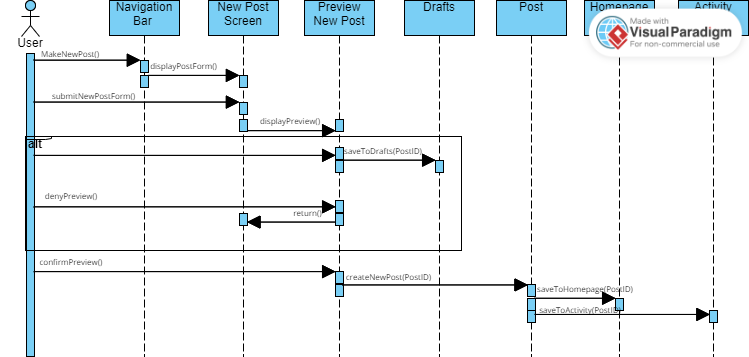 Navigation
Bar
New Post
Screen
Preview
New Post
Drafts
Post
Homepage
Activity
Made with
Visual Paradigm
For non-commercial use
User
MakeNewPost()
displayPostForm()
submitNewPostForm()
displayPreview()
alt
saveToDrafts(PostID)
denyPreview()
return()
confirmPreview()
createNewPost(PostID)
saveToHomepage(PostID)
saveToActivity(PostID)